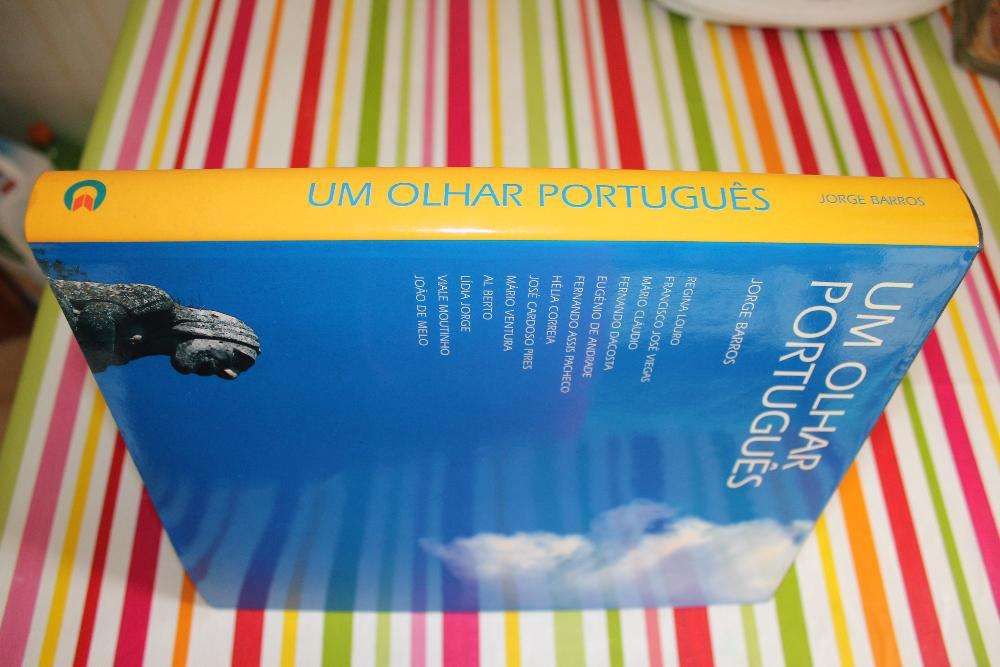 UM OLHAR PORTUGUÊS
JORGE BARROS
UM OLHAR
PORTUGUÊS
JORGE BARROS
REGINA LOURO
FRANCISCO JOSÉ VIEGAS
MÁRIO CLÁUDIO
FERNANDO DACOSTA
EUGÉNIO DE ANDRADE
FERNANDO ASSIS PACHECO
HÉLIA CORREIA
JOSÉ CARDOSO PIRES
MÁRIO VENTURA
AL BERTO
LÍDIA JORGE
VIALE MOUTINHO
JOÃO DE MELO